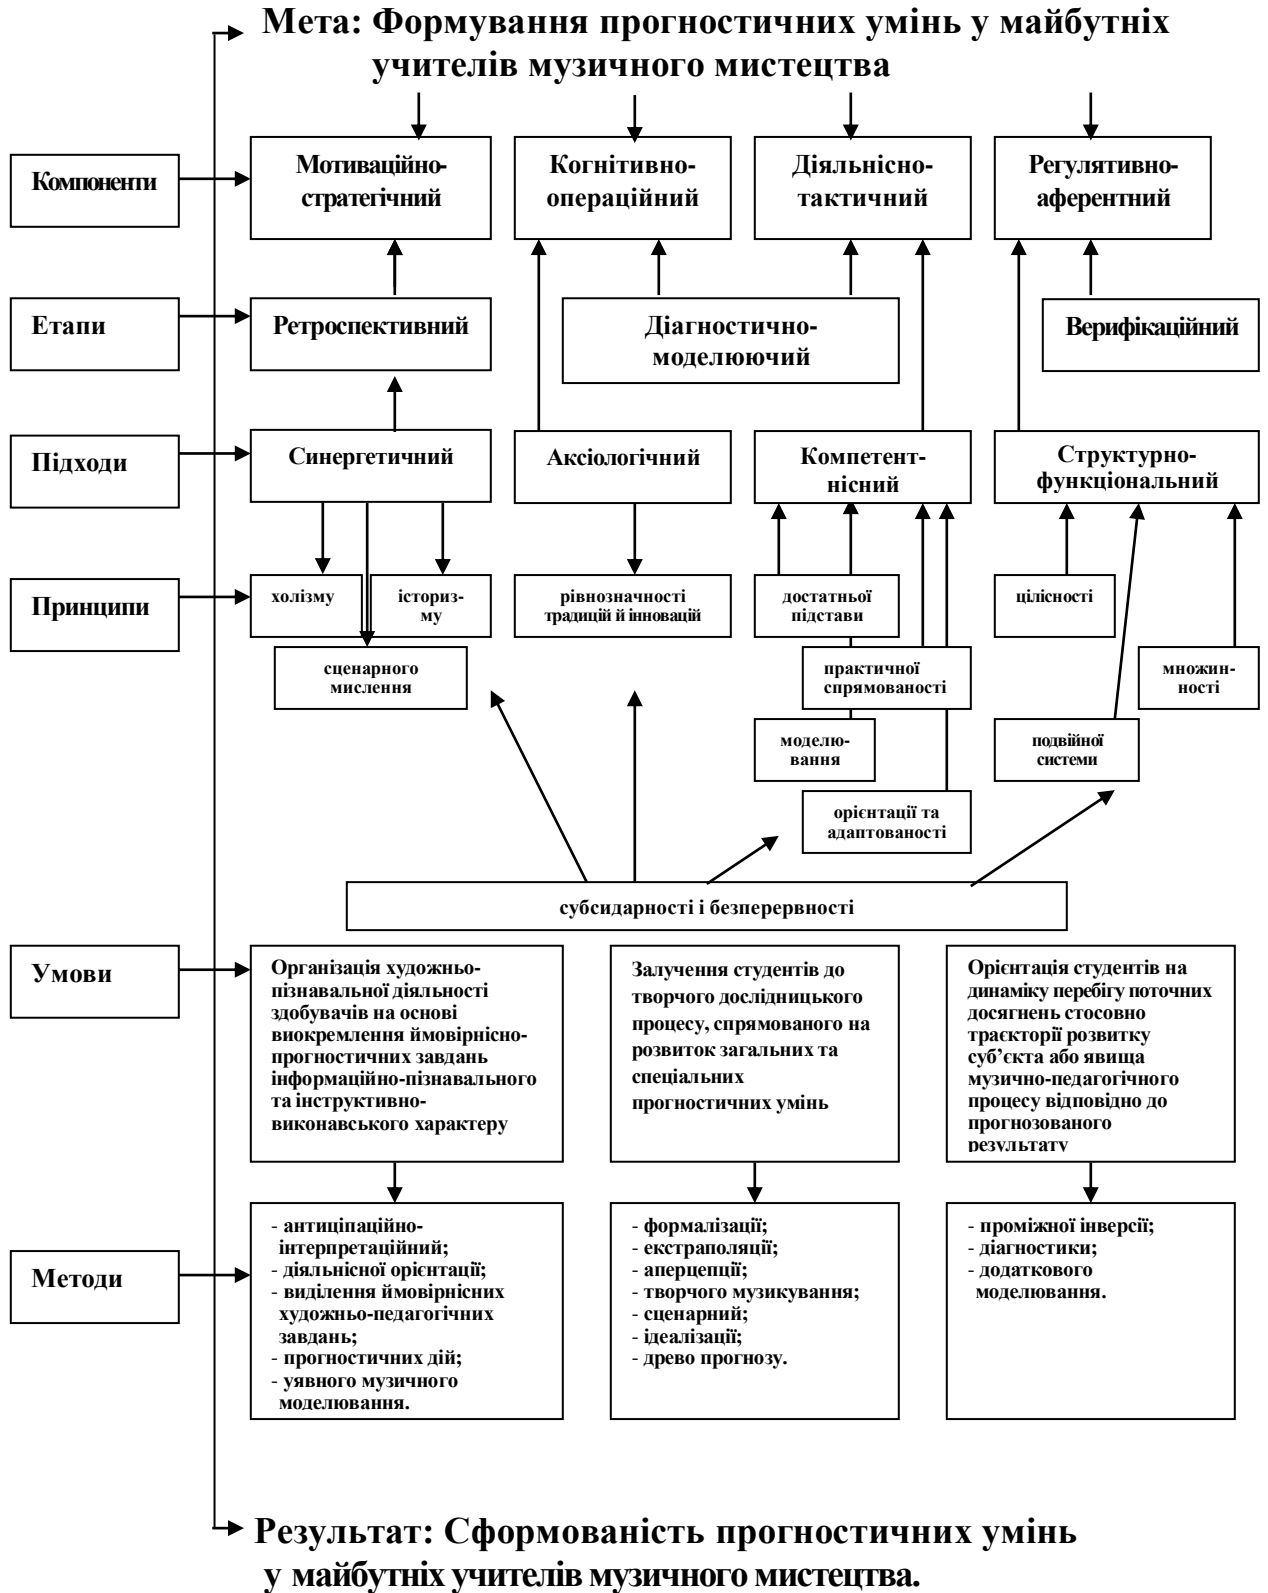 Мета: Формування прогностичних умінь у майбутніх
учителів музичного мистецтва
Компоненти
Мотиваційно-
стратегічний
Когнітивно-
операційний
Діяльнісно-
тактичний
Регулятивно-
аферентний
Етапи
Ретроспективний
Діагностично-
моделюючий
Верифікаційний
Підходи
Синергетичний
Аксіологічний
Компетент-
нісний
Структурно-
функціональний
Принципи
холізму
істориз-
му
рівнозначності
традицій й інновацій
достатньої
підстави
цілісності
сценарного
мислення
практичної
спрямованості
множин-
ності
моделю-
вання
подвійної
системи
орієнтації та
адаптованості
субсидарності і безперервності
Умови
Організація художньо-
пізнавальної діяльності
здобувачів на основі
виокремлення ймовірнісно-
прогностичних завдань
інформаційно-пізнавального
та інструктивно-
виконавського характеру
Залучення студентів до
творчого дослідницького
процесу, спрямованого на
розвиток загальних та
спеціальних
прогностичних умінь
Орієнтація студентів на
динаміку перебігу поточних
досягнень стосовно
траєкторії розвитку
суб’єкта або явища
музично-педагогічного
процесу відповідно до
прогнозованого
результату
Методи
- антиціпаційно-
інтерпретаційний;
- діяльнісної орієнтації;
- виділення ймовірнісних
художньо-педагогічних
завдань;
- прогностичних дій;
- уявного музичного
моделювання.
- формалізації;
- екстраполяції;
- аперцепції;
- творчого музикування;
- сценарний;
- ідеалізації;
- древо прогнозу.
- проміжної інверсії;
- діагностики;
- додаткового
моделювання.
Результат: Сформованість прогностичних умінь
у майбутніх учителів музичного мистецтва.